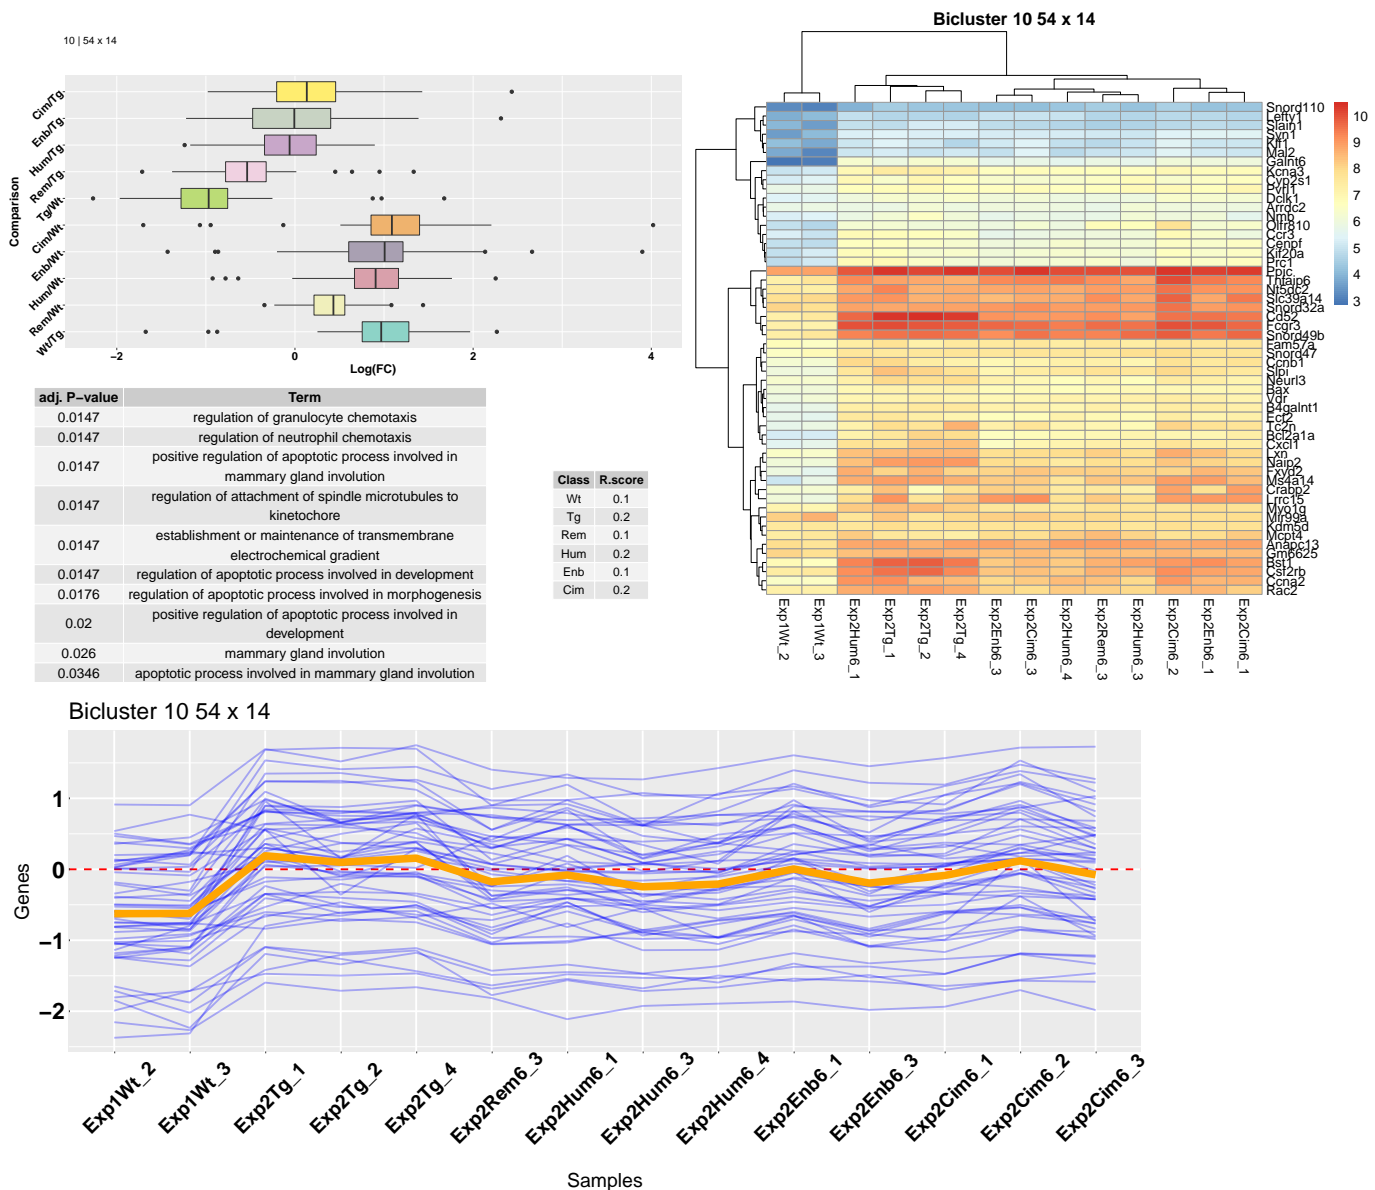 10 | 54 x 14
Comparison
Cim/Tg
Enb/Tg
Hum/Tg
Rem/Tg
Tg/Wt
Cim/Wt
Enb/Wt
Hum/Wt
Rem/Wt
Wt/Tg
−2 0 2 4
Log(FC)
adj. P−value Term
0.0147 regulation of granulocyte chemotaxis
0.0147 regulation of neutrophil chemotaxis
0.0147 positive regulation of apoptotic process involved in
mammary gland involution
0.0147 regulation of attachment of spindle microtubules to
kinetochore
0.0147 establishment or maintenance of transmembrane
electrochemical gradient
0.0147 regulation of apoptotic process involved in development
0.0176 regulation of apoptotic process involved in morphogenesis
0.02 positive regulation of apoptotic process involved in
development
0.026 mammary gland involution
0.0346 apoptotic process involved in mammary gland involution
Class R.score
Wt 0.1
Tg 0.2
Rem 0.1
Hum 0.2
Enb 0.1
Cim 0.2
Bicluster 10 54 x 14
Snord110
Lefty1
Slain1
Syn1
Klf1
Mal2
Galnt6
Kcna3
Cyp2s1
Pvrl1
Dclk1
Arrdc2
Nmb
Olfr810
Ccr3
Cenpf
Kif20a
Prc1
Ppic
Tnfaip6
Nt5dc2
Slc39a14
Snord32a
Cd52
Fcgr3
Snord49b
Fam57a
Snord47
Ccnb1
Slpi
Neurl3
Bax
Vdr
B4galnt1
Ect2
Tc2n
Bcl2a1a
Cxcl1
Lxn
Naip2
Fxyd2
Ms4a14
Crabp2
Lrrc15
Myo1g
Mir99a
Kdm5d
Mcpt4
Anapc13
Gm6625
Bst1
Csf2rb
Ccna2
Rac2
10
9
8
7
6
5
4
3
Exp1Wt_2
Exp1Wt_3
Exp2Hum6_1
Exp2Tg_1
Exp2Tg_2
Exp2Tg_4
Exp2Enb6_3
Exp2Cim6_3
Exp2Hum6_4
Exp2Rem6_3
Exp2Hum6_3
Exp2Cim6_2
Exp2Enb6_1
Exp2Cim6_1
Bicluster 10 54 x 14
Genes
1
0
−1
−2
Exp1Wt_2
Exp1Wt_3
Exp2Tg_1
Exp2Tg_2
Exp2Tg_4
Exp2Rem6_3
Exp2Hum6_1
Exp2Hum6_3
Exp2Hum6_4
Exp2Enb6_1
Exp2Enb6_3
Exp2Cim6_1
Exp2Cim6_2
Exp2Cim6_3
Samples